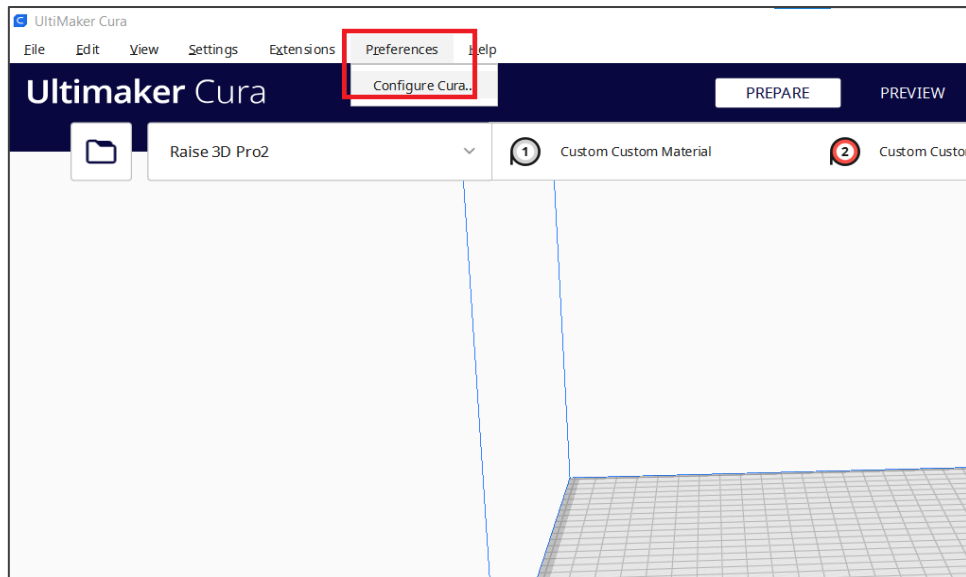 UltiMaker Cura
File Edit View Settings Extensions Preferences Help
Configure Cura...
Ultimaker Cura
PREPARE PREVIEW
Raise 3D Pro2
1 Custom Custom Material
2 Custom Custo